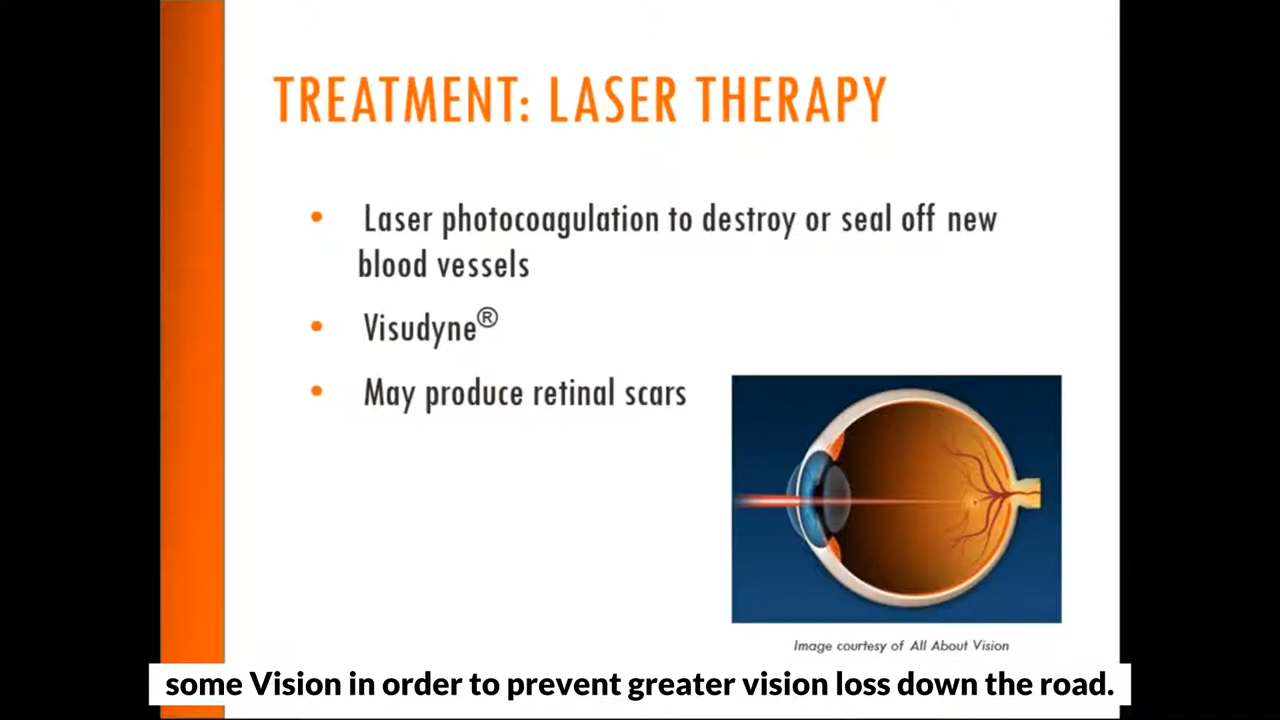 TREATMENT: LASER THERAPY
• Laser photocoagulation to destroy or seal off new
blood vessels
• Visudyne®
• May produce retinal scars
Image courtesy of All About Vision
some Vision in order to prevent greater vision loss down the road.